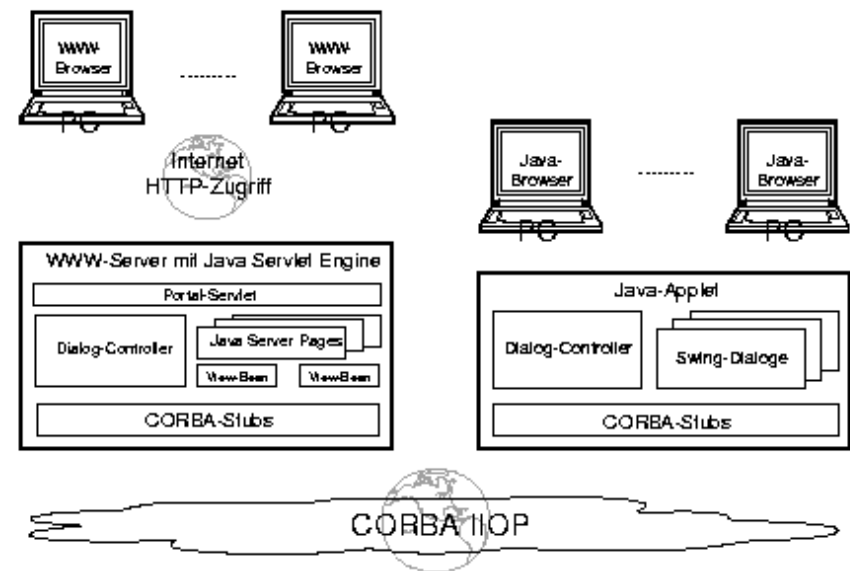 WWW-
Browser
WWW-
Browser
PC
PC
Internet
HTTP-Zugriff
Java-
Browser
Java-
Browser
PC
PC
WWW-Server mit Java Servlet Engine
Portal-Servlet
Dialog-Controller
Java Server Pages
View-Bean
View-Bean
CORBA-Stubs
Java-Applet
Dialog-Controller
Swing-Dialoge
CORBA-Stubs
CORBA IIOP